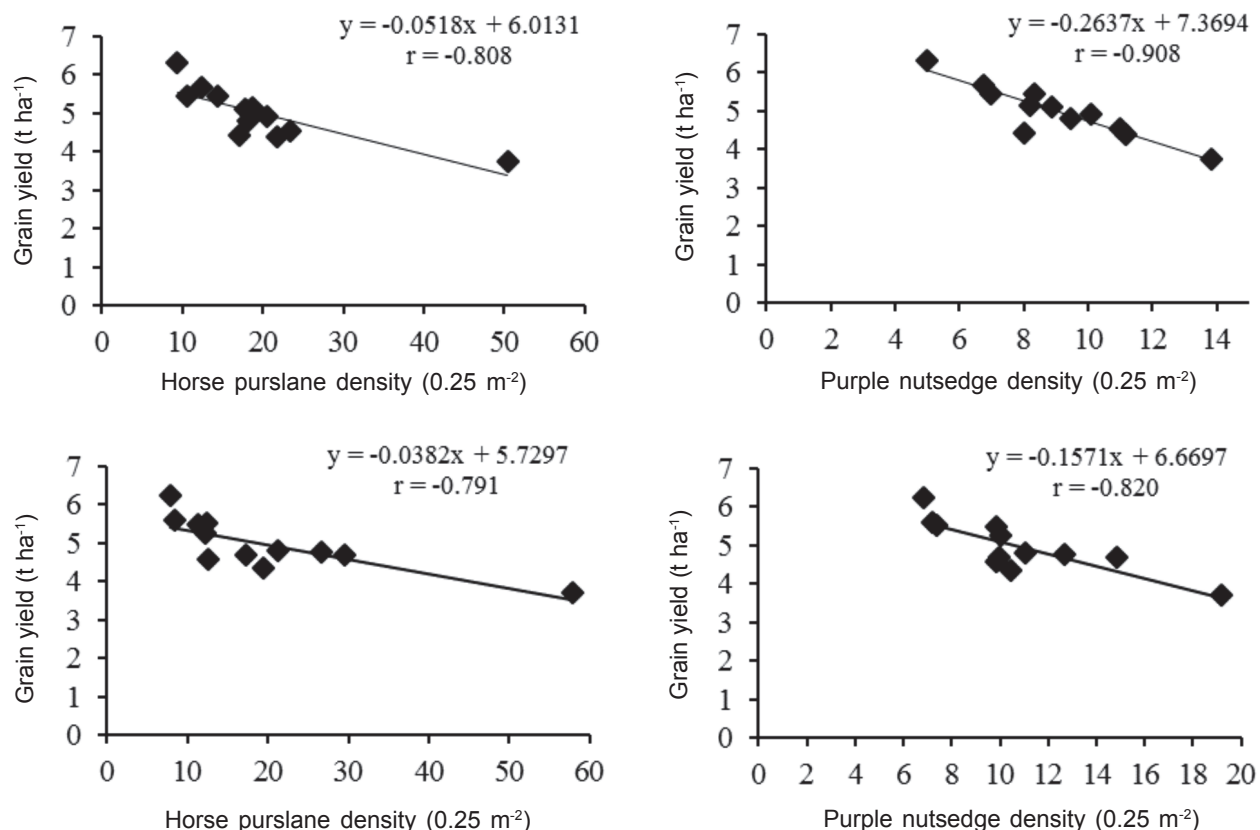 y = -0.0518x + 6.0131
r = -0.808
7
6
5
4
3
2
1
0
Grain yield (t ha⁻¹)
0 10 20 30 40 50 60
Horse purslane density (0.25 m⁻²)
y = -0.2637x + 7.3694
r = -0.908
7
6
5
4
3
2
1
0
Grain yield (t ha⁻¹)
0 2 4 6 8 10 12 14
Purple nutsedge density (0.25 m⁻²)
y = -0.0382x + 5.7297
r = -0.791
7
6
5
4
3
2
1
0
Grain yield (t ha⁻¹)
0 10 20 30 40 50 60
Horse purslane density (0.25 m⁻²)
y = -0.1571x + 6.6697
r = -0.820
7
6
5
4
3
2
1
0
Grain yield (t ha⁻¹)
0 2 4 6 8 10 12 14 16 18 20
Purple nutsedge density (0.25 m⁻²)